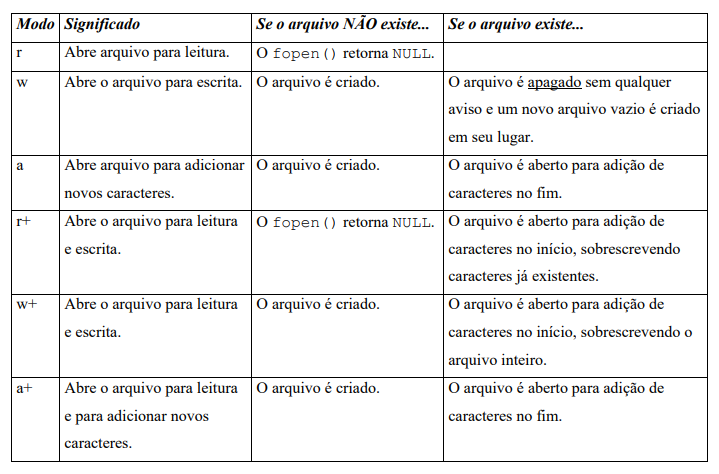 Modo Significado Se o arquivo NÃO existe... Se o arquivo existe...
r Abre arquivo para leitura. O fopen() retorna NULL.
w Abre o arquivo para escrita. O arquivo é criado. O arquivo é apagado sem qualquer
aviso e um novo arquivo vazio é criado
em seu lugar.
a Abre arquivo para adicionar O arquivo é criado. O arquivo é aberto para adição de
novos caracteres. caracteres no fim.
r+ Abre o arquivo para leitura O fopen() retorna NULL. O arquivo é aberto para adição de
e escrita. caracteres no início, sobrescrevendo
caracteres já existentes.
w+ Abre o arquivo para leitura O arquivo é criado. O arquivo é aberto para adição de
e escrita. caracteres no início, sobrescrevendo o
arquivo inteiro.
a+ Abre o arquivo para leitura O arquivo é criado. O arquivo é aberto para adição de
e para adicionar novos caracteres no fim.
caracteres.